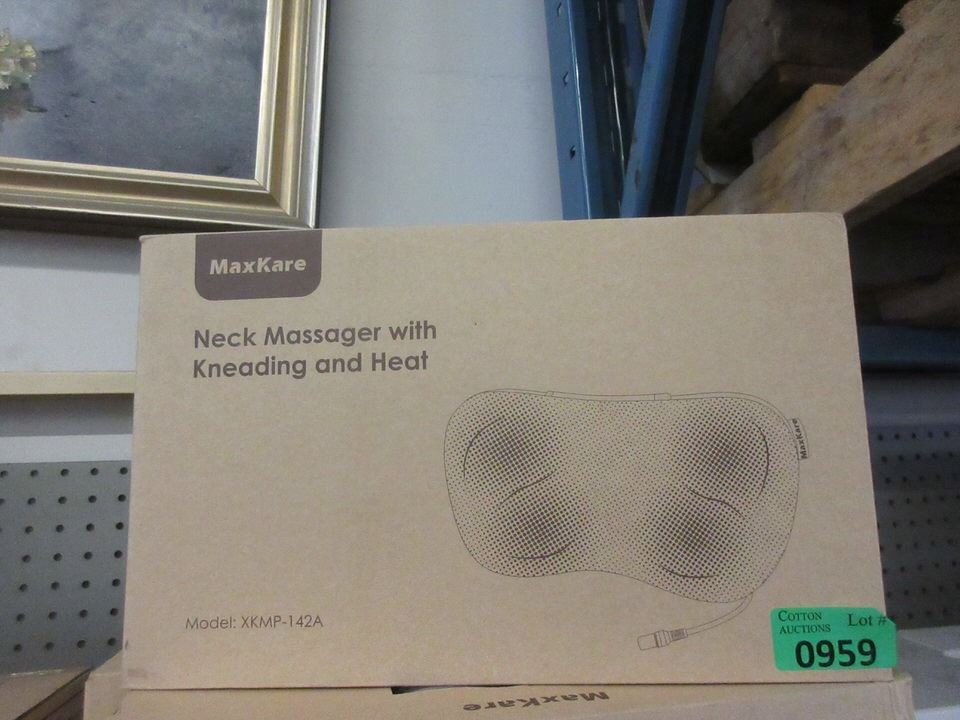 MaxKare
Neck Massager with
Kneading and Heat
MaxKare
Model: XKMP-142A
COTTON
AUCTIONS
Lot #
0959
MaxKare